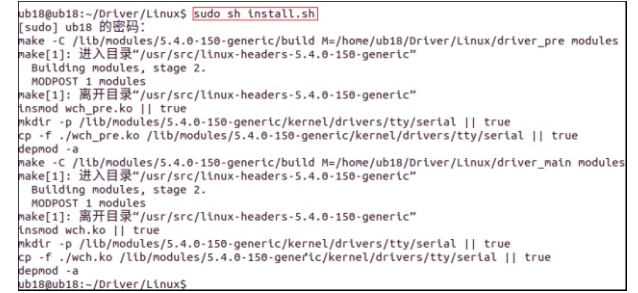 ub18@ub18:~/Driver/Linux$ sudo sh install.sh
[sudo] ub18 的密码：
make -C /lib/modules/5.4.0-150-generic/build M=/home/ub18/Driver/Linux/driver_pre modules
make[1]: 进入目录“/usr/src/linux-headers-5.4.0-150-generic”
  Building modules, stage 2.
  MODPOST 1 modules
make[1]: 离开目录“/usr/src/linux-headers-5.4.0-150-generic”
insmod wch_pre.ko || true
mkdir -p /lib/modules/5.4.0-150-generic/kernel/drivers/tty/serial || true
cp -f ./wch_pre.ko /lib/modules/5.4.0-150-generic/kernel/drivers/tty/serial || true
depmod -a
make -C /lib/modules/5.4.0-150-generic/build M=/home/ub18/Driver/Linux/driver_main modules
make[1]: 进入目录“/usr/src/linux-headers-5.4.0-150-generic”
  Building modules, stage 2.
  MODPOST 1 modules
make[1]: 离开目录“/usr/src/linux-headers-5.4.0-150-generic”
insmod wch.ko || true
mkdir -p /lib/modules/5.4.0-150-generic/kernel/drivers/tty/serial || true
cp -f ./wch.ko /lib/modules/5.4.0-150-generic/kernel/drivers/tty/serial || true
depmod -a
ub18@ub18:~/Driver/Linux$